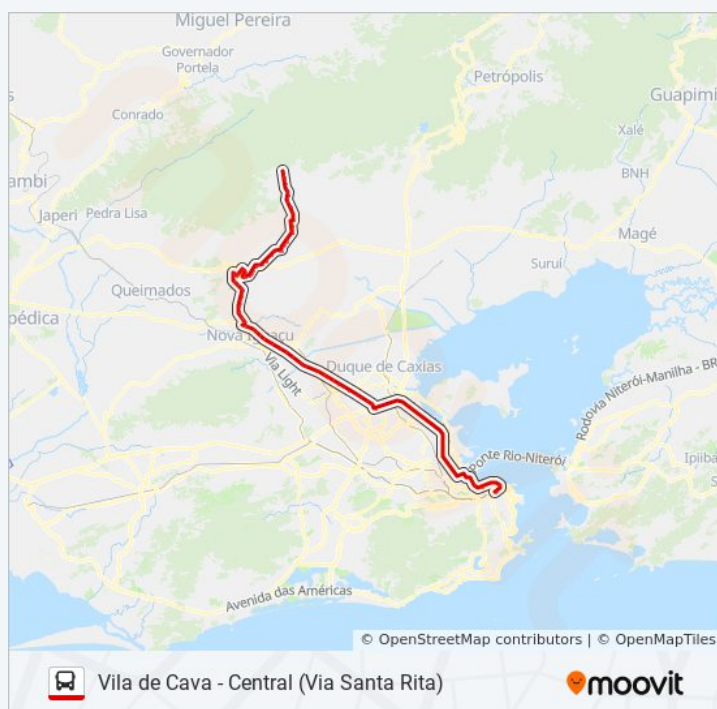 Miguel Pereira
Governador
Portela
Petrópolis
Guapimi
Conrado
Xalé
BNH
ambi
Japeri
Pedra Lisa
Magé
Suruí
Queimados
pédica
Nova Iguaçu
Duque de Caxias
Via Light
Rodovia Niterói-Manilha - BR
Ponte Rio-Niterói
Ipiiba
S
Avenida das Américas
© OpenStreetMap contributors | © OpenMapTiles
Vila de Cava - Central (Via Santa Rita)
moovit